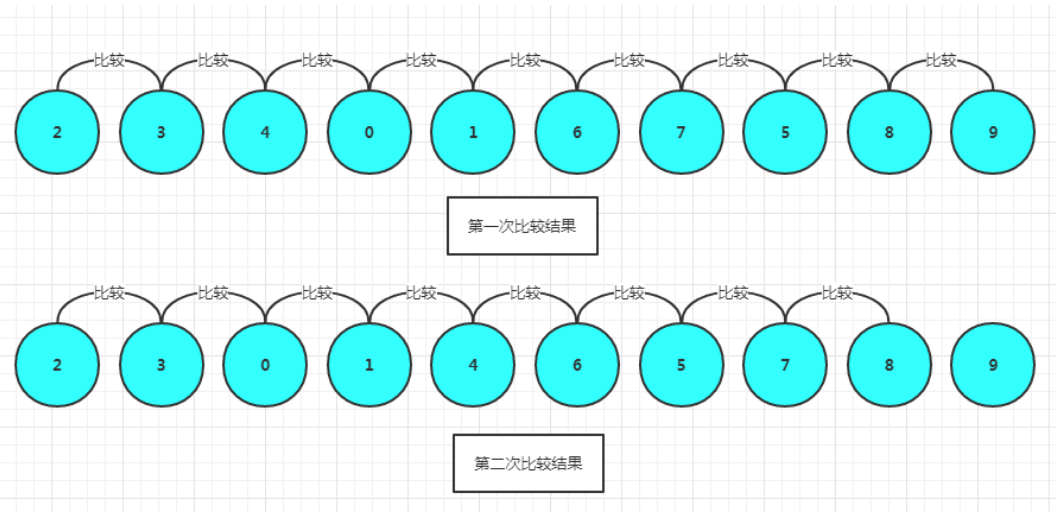 比较 比较 比较 比较 比较 比较 比较 比较 比较
2 3 4 0 1 6 7 5 8 9
第一次比较结果
比较 比较 比较 比较 比较 比较 比较 比较
2 3 0 1 4 6 5 7 8 9
第二次比较结果